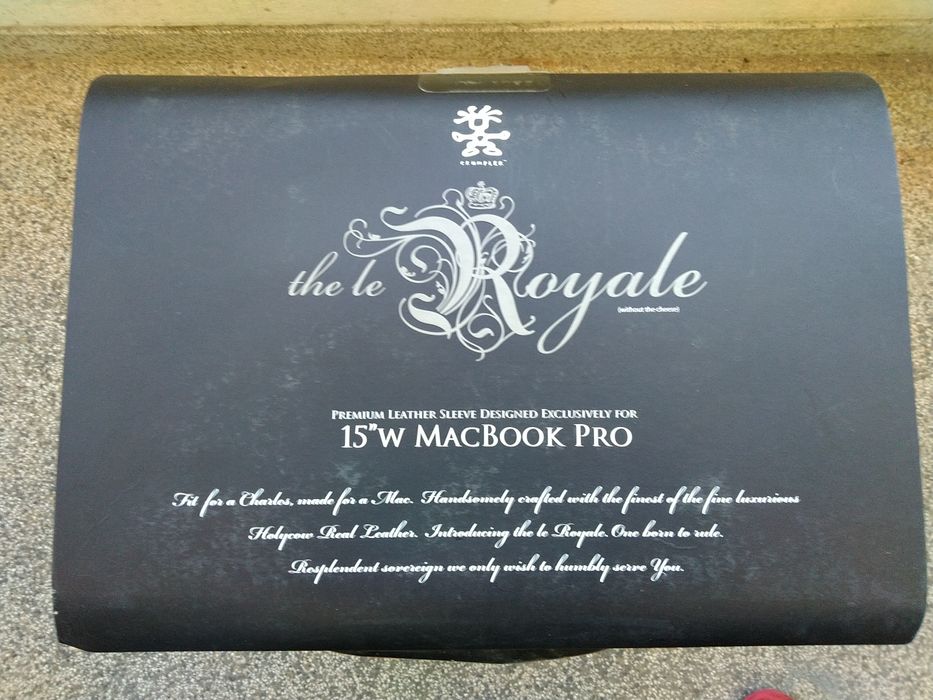 CRUMPLER™
the le Royale
(without the cheese)
Premium Leather Sleeve Designed Exclusively for
15"w MacBook Pro
Fit for a Charles, made for a Mac. Handsomely crafted with the finest of the fine luxurious
Holycow Real Leather. Introducing the le Royale. One born to rule.
Resplendent sovereign we only wish to humbly serve You.